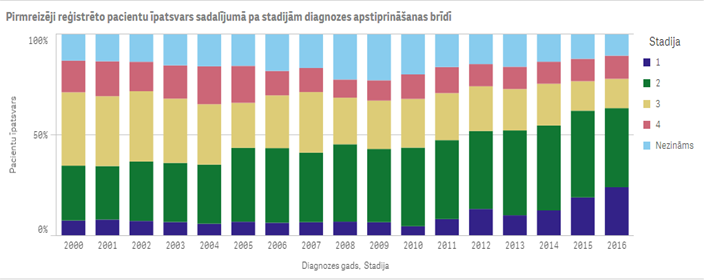 Pirmreizēji reģistrēto pacientu īpatsvars sadalījumā pa stadijām diagnozes apstiprināšanas brīdī
100%
50%
0%
Pacientu īpatsvars
2000 2001 2002 2003 2004 2005 2006 2007 2008 2009 2010 2011 2012 2013 2014 2015 2016
Diagnozes gads, Stadija
Stadija
1
2
3
4
Nezināms